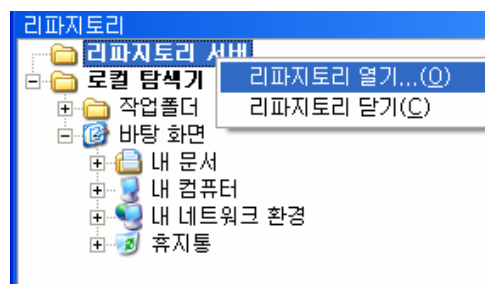 리파지토리
리파지토리 서버
로컬 탐색기
리파지토리 열기...(O)
작업폴더
리파지토리 닫기(C)
바탕 화면
내 문서
내 컴퓨터
내 네트워크 환경
휴지통